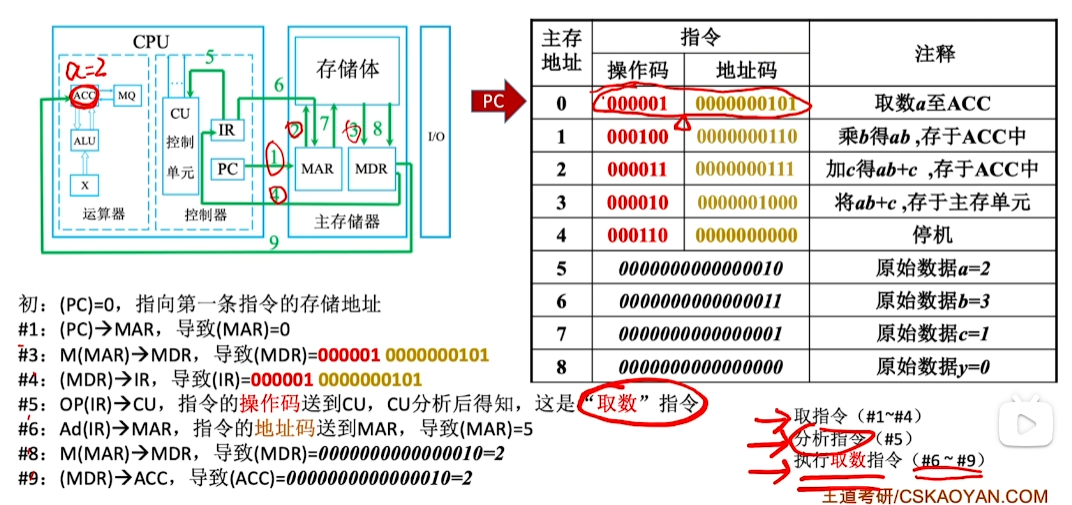 CPU
a=2
ACC
MQ
ALU
X
运算器
CU
控制
单元
IR
PC
控制器
5
6
1
4
9
存储体
2
7
3
8
MAR
MDR
主存储器
I/O
PC
主存地址 指令 注释
操作码 地址码
0 000001 0000000101 取数a至ACC
1 000100 0000000110 乘b得ab ,存于ACC中
2 000011 0000000111 加c得ab+c ,存于ACC中
3 000010 0000001000 将ab+c ,存于主存单元
4 000110 0000000000 停机
5 0000000000000010 原始数据a=2
6 0000000000000011 原始数据b=3
7 0000000000000001 原始数据c=1
8 0000000000000000 原始数据y=0
初：(PC)=0，指向第一条指令的存储地址
#1：(PC)→MAR，导致(MAR)=0
#3：M(MAR)→MDR，导致(MDR)=000001 0000000101
#4：(MDR)→IR，导致(IR)=000001 0000000101
#5：OP(IR)→CU，指令的操作码送到CU，CU分析后得知，这是“取数”指令
#6：Ad(IR)→MAR，指令的地址码送到MAR，导致(MAR)=5
#8：M(MAR)→MDR，导致(MDR)=0000000000000010=2
#9：(MDR)→ACC，导致(ACC)=0000000000000010=2
取指令（#1~#4）
分析指令（#5）
执行取数指令（#6~#9）
王道考研/CSKAOYAN.COM